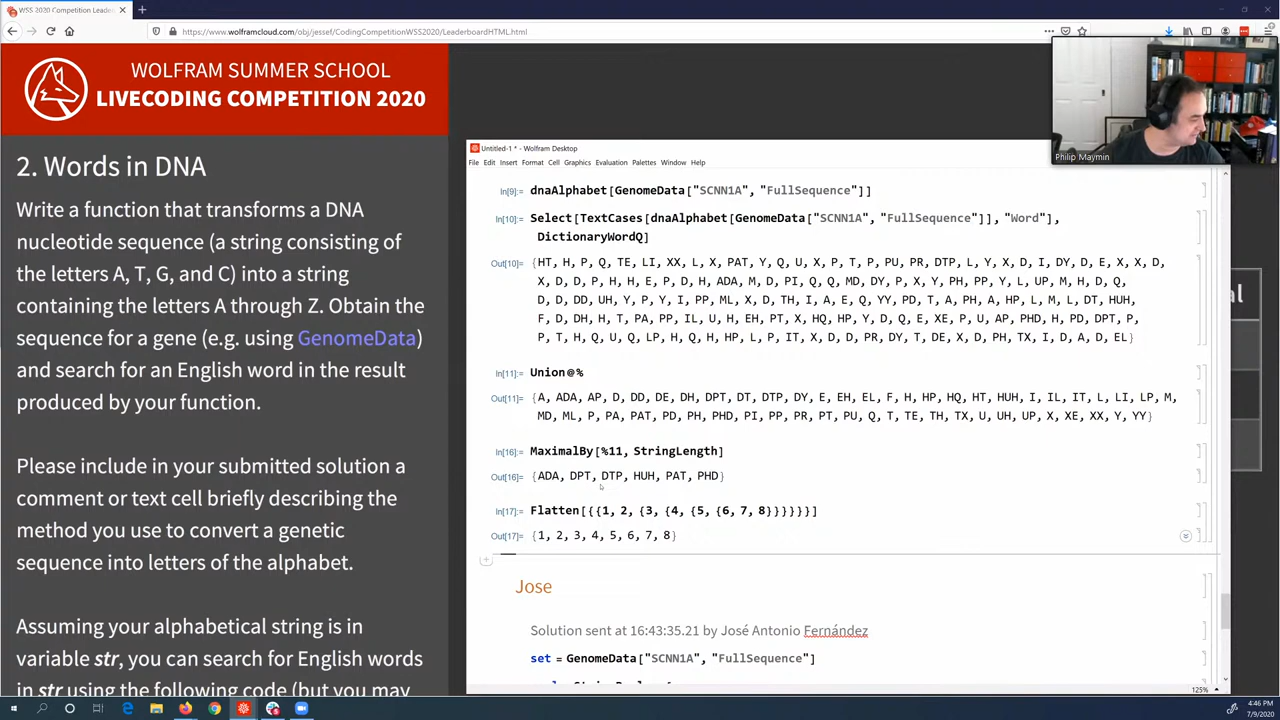 WSS 2020 Competition Leader
https://www.wolframcloud.com/obj/jessef/CodingCompetitionWSS2020/LeaderboardHTML.html
WOLFRAM SUMMER SCHOOL
LIVECODING COMPETITION 2020
2. Words in DNA
Write a function that transforms a DNA
nucleotide sequence (a string consisting of
the letters A, T, G, and C) into a string
containing the letters A through Z. Obtain the
sequence for a gene (e.g. using GenomeData)
and search for an English word in the result
produced by your function.
Please include in your submitted solution a
comment or text cell briefly describing the
method you use to convert a genetic
sequence into letters of the alphabet.
Assuming your alphabetical string is in
variable str, you can search for English words
in str using the following code (but you may
Philip Maymin
Untitled-1 * - Wolfram Desktop
File Edit Insert Format Cell Graphics Evaluation Palettes Window Help
In[9]:= dnaAlphabet[GenomeData["SCNN1A", "FullSequence"]]
In[10]:= Select[TextCases[dnaAlphabet[GenomeData["SCNN1A", "FullSequence"]], "Word"],
DictionaryWordQ]
Out[10]= {HT, H, P, Q, TE, LI, XX, L, X, PAT, Y, Q, U, X, P, T, P, PU, PR, DTP, L, Y, X, D, I, DY, D, E, X, X, D,
X, D, D, P, H, H, E, P, D, H, ADA, M, D, PI, Q, Q, MD, DY, P, X, Y, PH, PP, Y, L, UP, M, H, D, Q,
D, D, DD, UH, Y, P, Y, I, PP, ML, X, D, TH, I, A, E, Q, YY, PD, T, A, PH, A, HP, L, M, L, DT, HUH,
F, D, DH, H, T, PA, PP, IL, U, H, EH, PT, X, HQ, HP, Y, D, Q, E, XE, P, U, AP, PHD, H, PD, DPT, P,
P, T, H, Q, U, Q, LP, H, Q, H, HP, L, P, IT, X, D, D, PR, DY, T, DE, X, D, PH, TX, I, D, A, D, EL}
In[11]:= Union@%
Out[11]= {A, ADA, AP, D, DD, DE, DH, DPT, DT, DTP, DY, E, EH, EL, F, H, HP, HQ, HT, HUH, I, IL, IT, L, LI, LP, M,
MD, ML, P, PA, PAT, PD, PH, PHD, PI, PP, PR, PT, PU, Q, T, TE, TH, TX, U, UH, UP, X, XE, XX, Y, YY}
In[16]:= MaximalBy[%11, StringLength]
Out[16]= {ADA, DPT, DTP, HUH, PAT, PHD}
In[17]:= Flatten[{{1, 2, {3, {4, {5, {6, 7, 8}}}}}}]
Out[17]= {1, 2, 3, 4, 5, 6, 7, 8}
Jose
Solution sent at 16:43:35.21 by José Antonio Fernández
set = GenomeData["SCNN1A", "FullSequence"]
125%
4:46 PM
7/9/2020